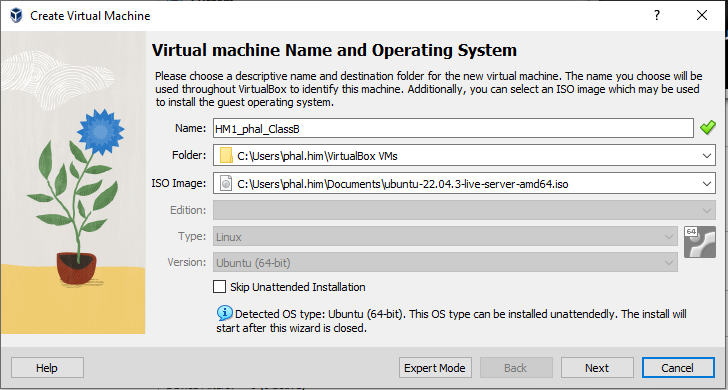 Create Virtual Machine
?
Virtual machine Name and Operating System
Please choose a descriptive name and destination folder for the new virtual machine. The name you choose will be
used throughout VirtualBox to identify this machine. Additionally, you can select an ISO image which may be used
to install the guest operating system.
Name: HM1_phal_ClassB
Folder: C:\Users\phal.him\VirtualBox VMs
ISO Image: C:\Users\phal.him\Documents\ubuntu-22.04.3-live-server-amd64.iso
Edition:
Type: Linux
64
Version: Ubuntu (64-bit)
Skip Unattended Installation
Detected OS type: Ubuntu (64-bit). This OS type can be installed unattendedly. The install will
start after this wizard is closed.
Help Expert Mode Back Next Cancel